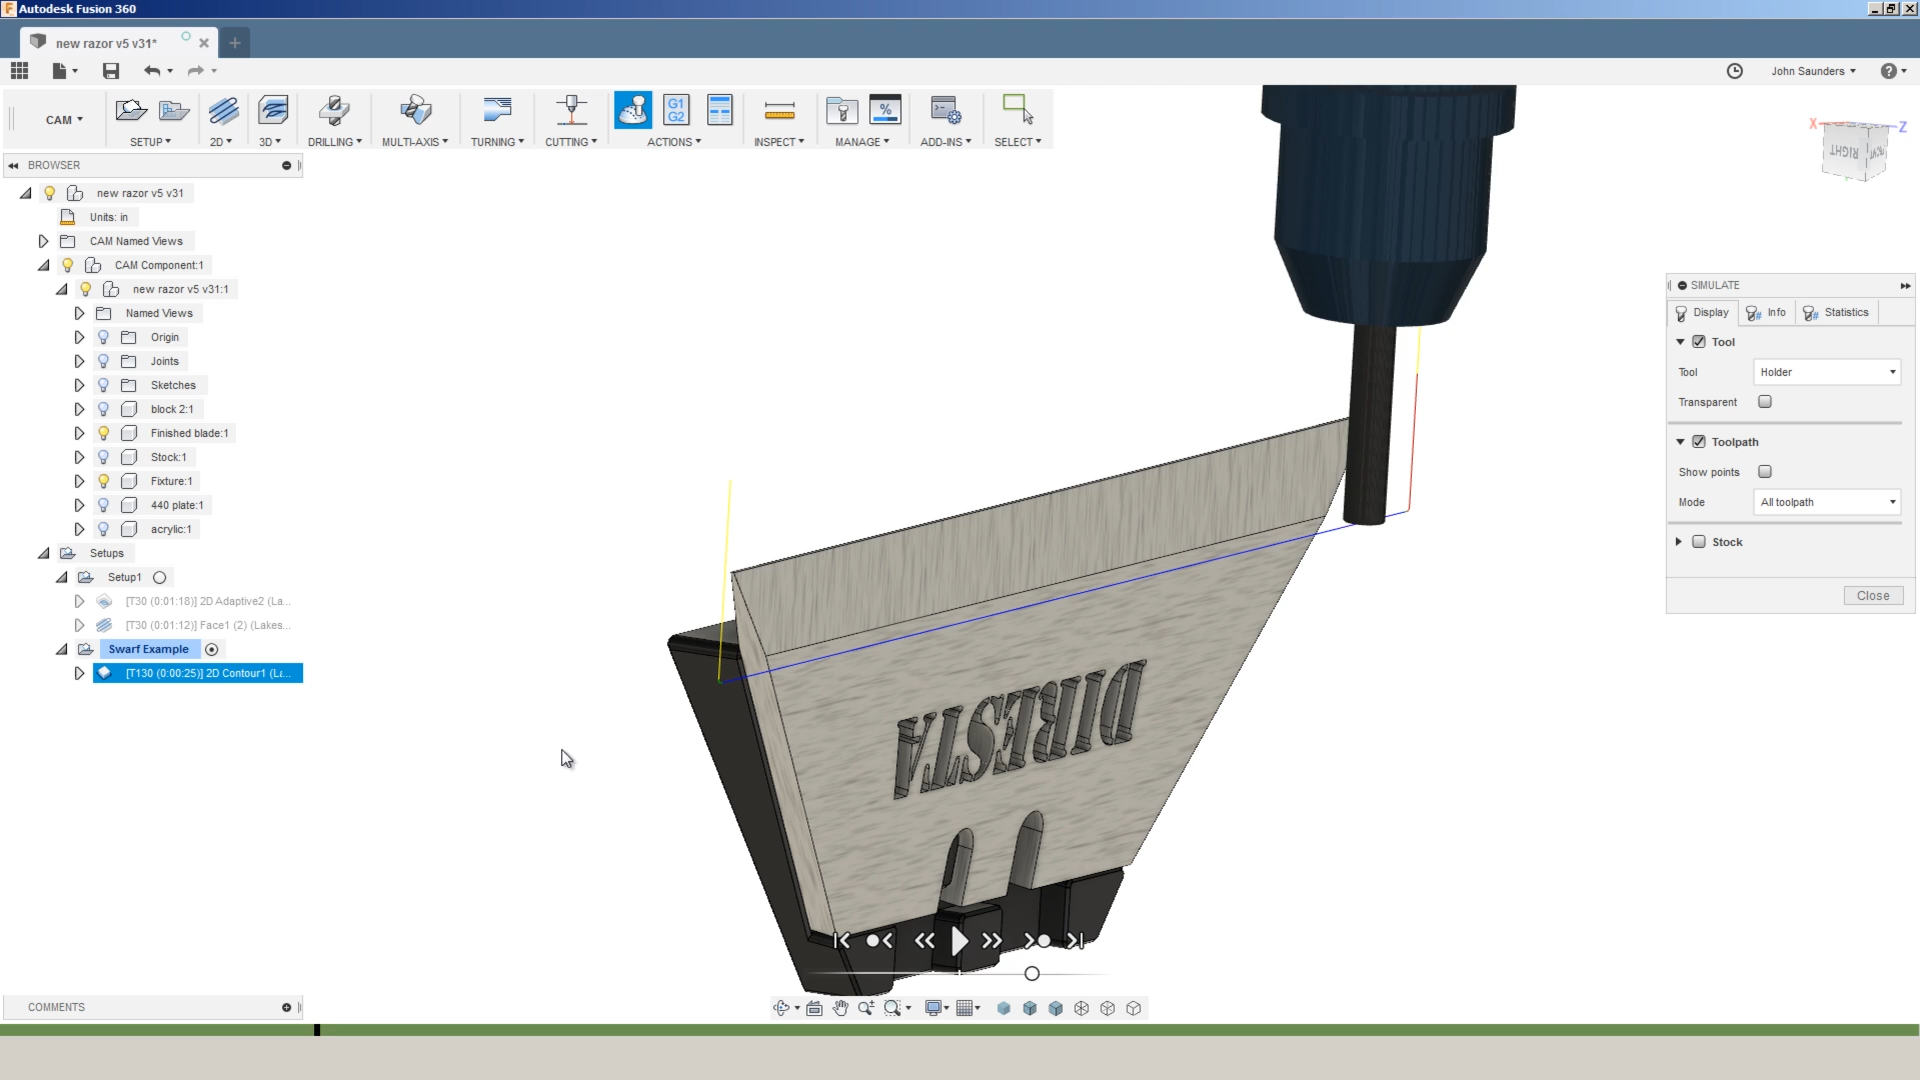 Autodesk Fusion 360
new razor v5 v31*
John Saunders
CAM
SETUP
2D
3D
DRILLING
MULTI-AXIS
TURNING
CUTTING
G1
G2
ACTIONS
INSPECT
%
MANAGE
ADD-INS
SELECT
X
Z
RIGHT
BROWSER
new razor v5 v31
Units: in
CAM Named Views
CAM Component:1
new razor v5 v31:1
Named Views
Origin
Joints
Sketches
block 2:1
Finished blade:1
Stock:1
Fixture:1
440 plate:1
acrylic:1
Setups
Setup1
[T30 (0:01:18)] 2D Adaptive2 (La...
[T30 (0:01:12)] Face1 (2) (Lakes...
Swarf Example
[T130 (0:00:25)] 2D Contour1 (La...
SIMULATE
Display
Info
Statistics
Tool
Tool Holder
Transparent
Toolpath
Show points
Mode All toolpath
Stock
Close
COMMENTS